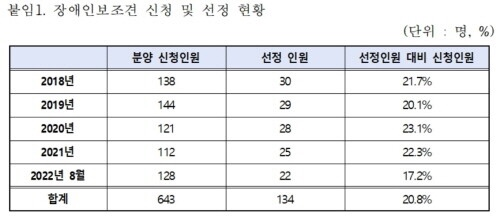 붙임1. 장애인보조견 신청 및 선정 현황
(단위 : 명, %)
분양 신청인원 선정 인원 선정인원 대비 신청인원
2018년 138 30 21.7%
2019년 144 29 20.1%
2020년 121 28 23.1%
2021년 112 25 22.3%
2022년 8월 128 22 17.2%
합계 643 134 20.8%